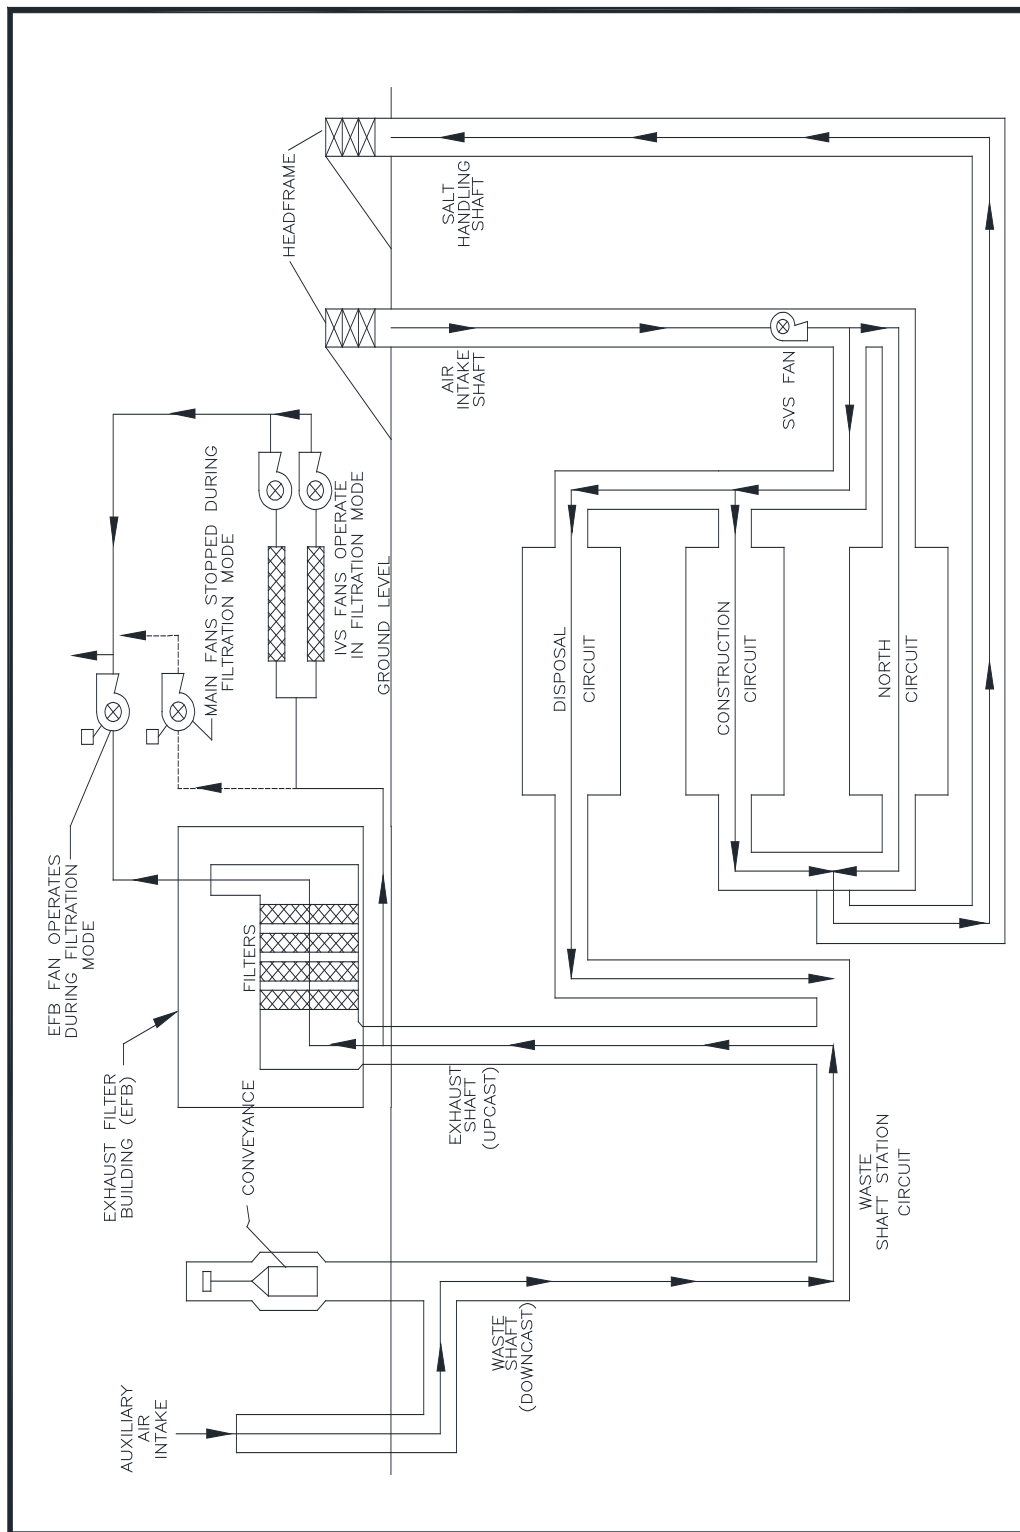 EFB FAN OPERATES
DURING FILTRATION
MODE
EXHAUST FILTER
BUILDING (EFB)
AUXILIARY
AIR
INTAKE
CONVEYANCE
FILTERS
MAIN FANS STOPPED DURING
FILTRATION MODE
IVS FANS OPERATE
IN FILTRATION MODE
HEADFRAME
GROUND LEVEL
WASTE
SHAFT
(DOWNCAST)
EXHAUST
SHAFT
(UPCAST)
AIR
INTAKE
SHAFT
SALT
HANDLING
SHAFT
DISPOSAL
CIRCUIT
CONSTRUCTION
CIRCUIT
NORTH
CIRCUIT
SVS FAN
WASTE
SHAFT STATION
CIRCUIT